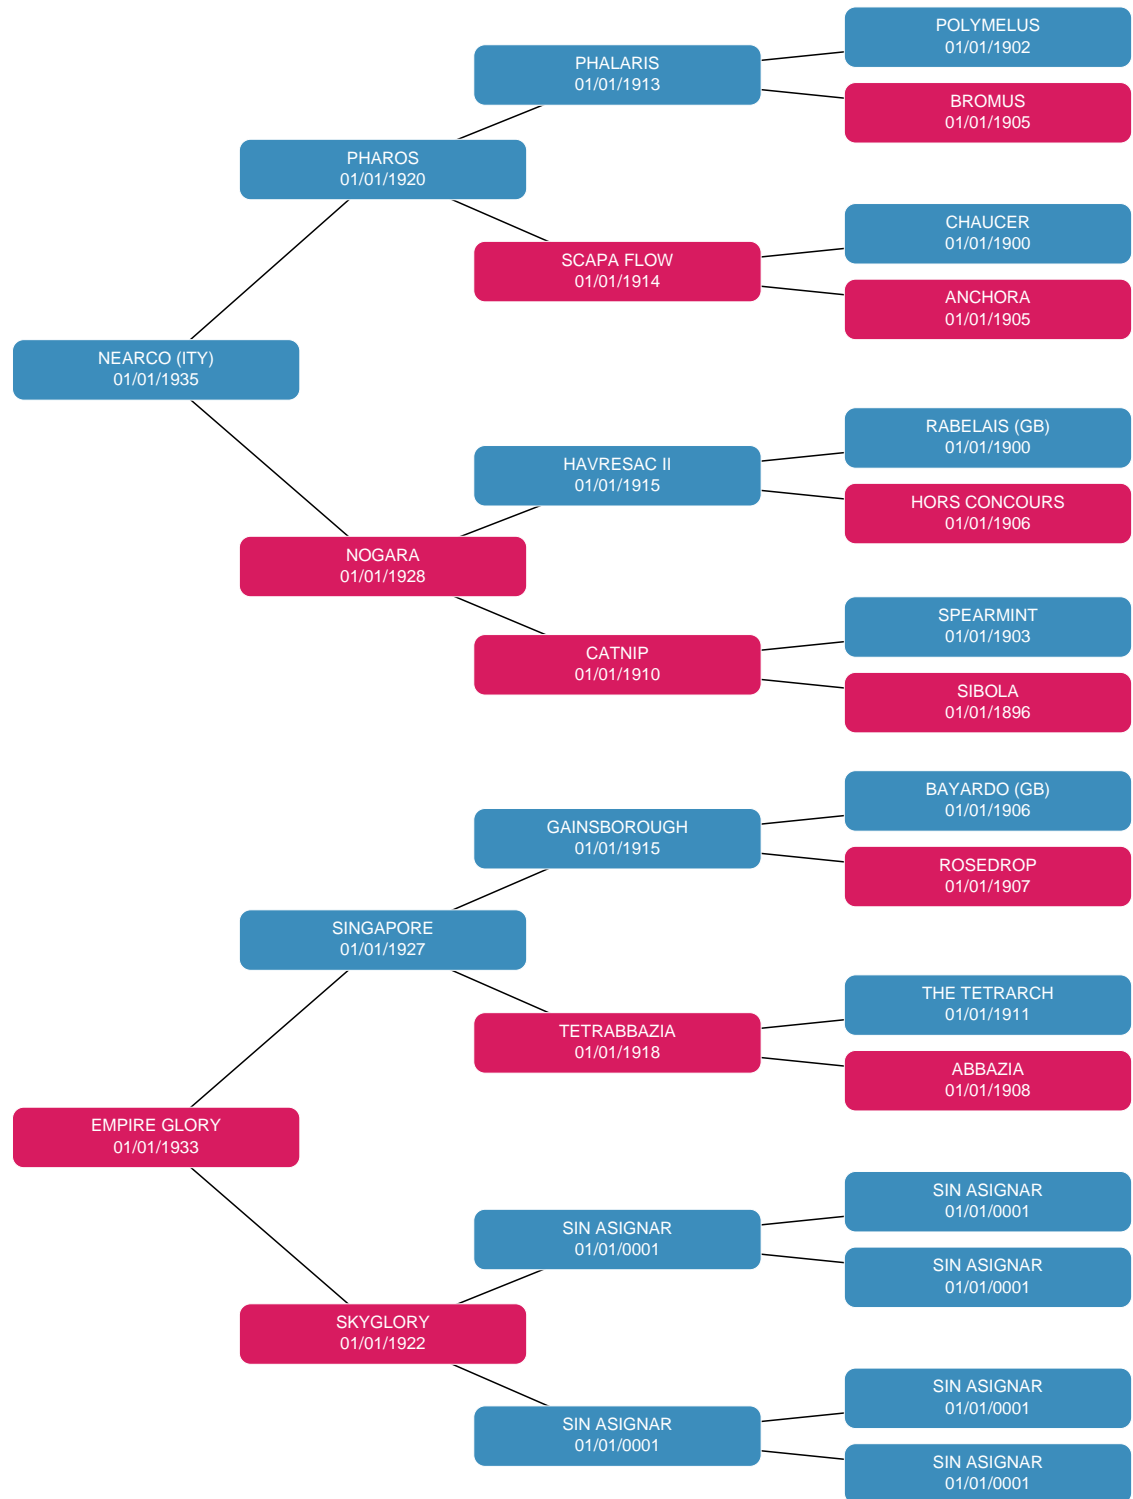 POLYMELUS
01/01/1902
PHALARIS
01/01/1913
BROMUS
01/01/1905
PHAROS
01/01/1920
CHAUCER
01/01/1900
SCAPA FLOW
01/01/1914
ANCHORA
01/01/1905
NEARCO (ITY)
01/01/1935
RABELAIS (GB)
01/01/1900
HAVRESAC II
01/01/1915
HORS CONCOURS
01/01/1906
NOGARA
01/01/1928
SPEARMINT
01/01/1903
CATNIP
01/01/1910
SIBOLA
01/01/1896
BAYARDO (GB)
01/01/1906
GAINSBOROUGH
01/01/1915
ROSEDROP
01/01/1907
SINGAPORE
01/01/1927
THE TETRARCH
01/01/1911
TETRABBAZIA
01/01/1918
ABBAZIA
01/01/1908
EMPIRE GLORY
01/01/1933
SIN ASIGNAR
01/01/0001
SIN ASIGNAR
01/01/0001
SIN ASIGNAR
01/01/0001
SKYGLORY
01/01/1922
SIN ASIGNAR
01/01/0001
SIN ASIGNAR
01/01/0001
SIN ASIGNAR
01/01/0001